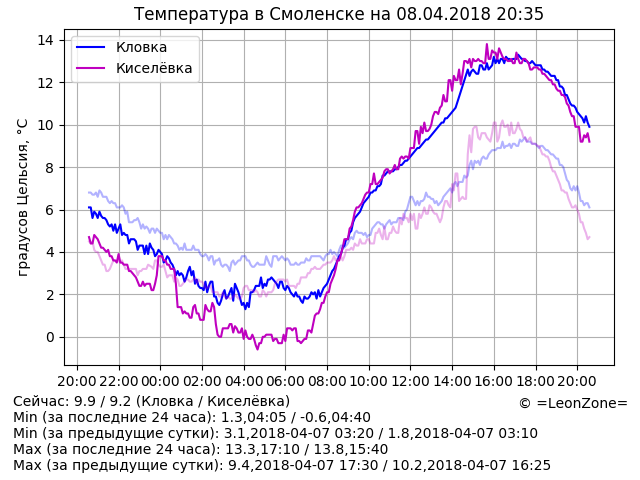 Температура в Смоленске на 08.04.2018 20:35
Кловка
Киселёвка
градусов Цельсия, °C
14
12
10
8
6
4
2
0
20:00 22:00 00:00 02:00 04:00 06:00 08:00 10:00 12:00 14:00 16:00 18:00 20:00
Сейчас: 9.9 / 9.2 (Кловка / Киселёвка)
© =LeonZone=
Min (за последние 24 часа): 1.3,04:05 / -0.6,04:40
Min (за предыдущие сутки): 3.1,2018-04-07 03:20 / 1.8,2018-04-07 03:10
Max (за последние 24 часа): 13.3,17:10 / 13.8,15:40
Max (за предыдущие сутки): 9.4,2018-04-07 17:30 / 10.2,2018-04-07 16:25